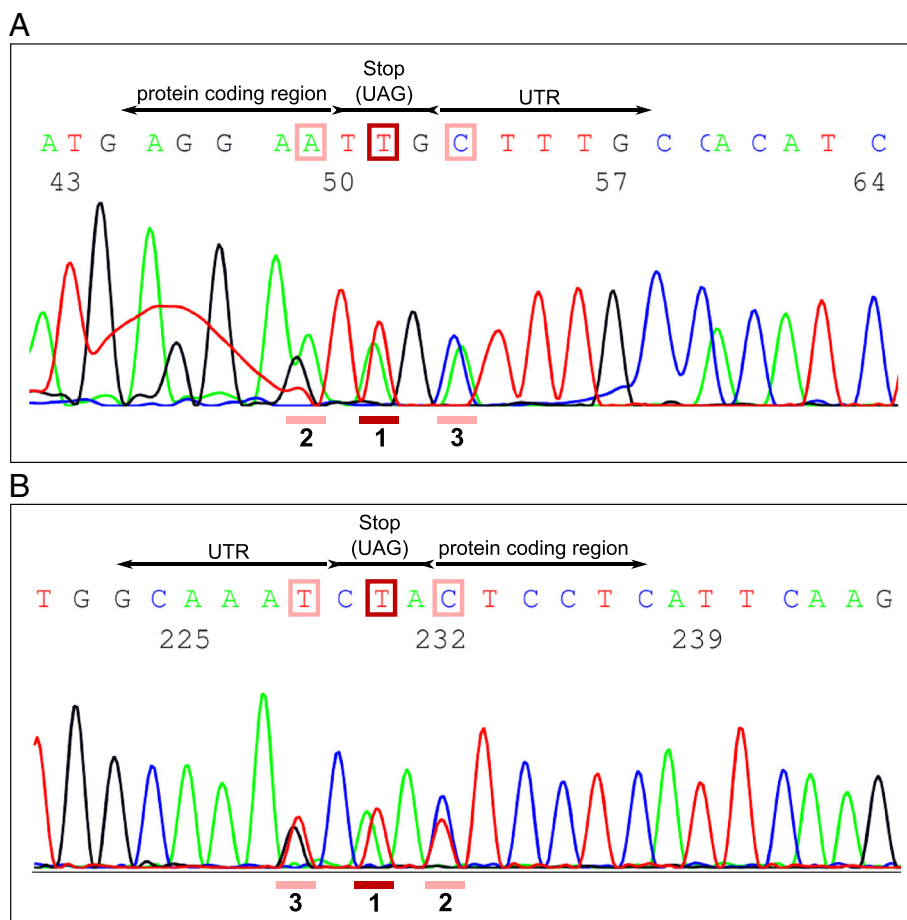 A
Stop
(UAG)
protein coding region
UTR
A T G A G G A A T T G C T T T G C C A C A T C
43 50 57 64
2 1 3
B
Stop
(UAG)
UTR
protein coding region
T G G C A A A T C T A C T C C T C A T T C A A G
225 232 239
3 1 2